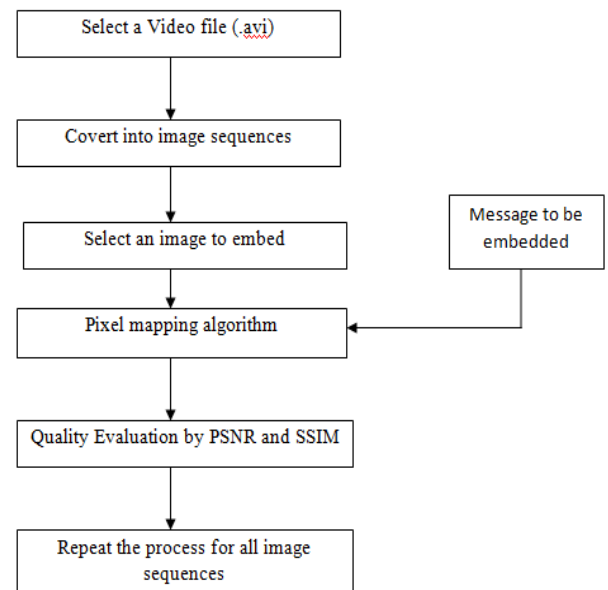 Select a Video file (.avi)
Covert into image sequences
Select an image to embed
Message to be
embedded
Pixel mapping algorithm
Quality Evaluation by PSNR and SSIM
Repeat the process for all image
sequences